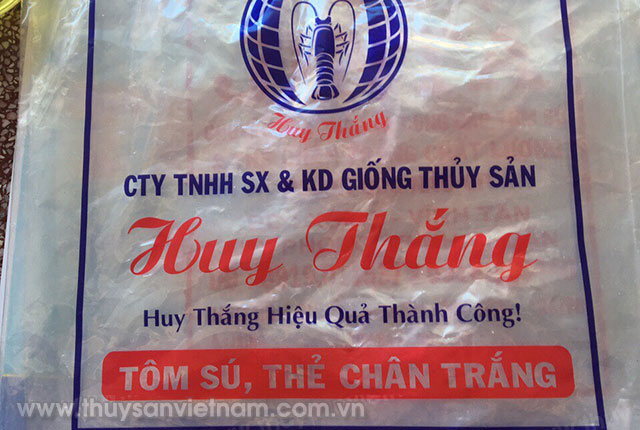 Huy Thắng
CTY TNHH SX & KD GIỐNG THỦY SẢN
Huy Thắng
Huy Thắng Hiệu Quả Thành Công!
TÔM SÚ, THẺ CHÂN TRẮNG
www.thuysanvietnam.com.vn